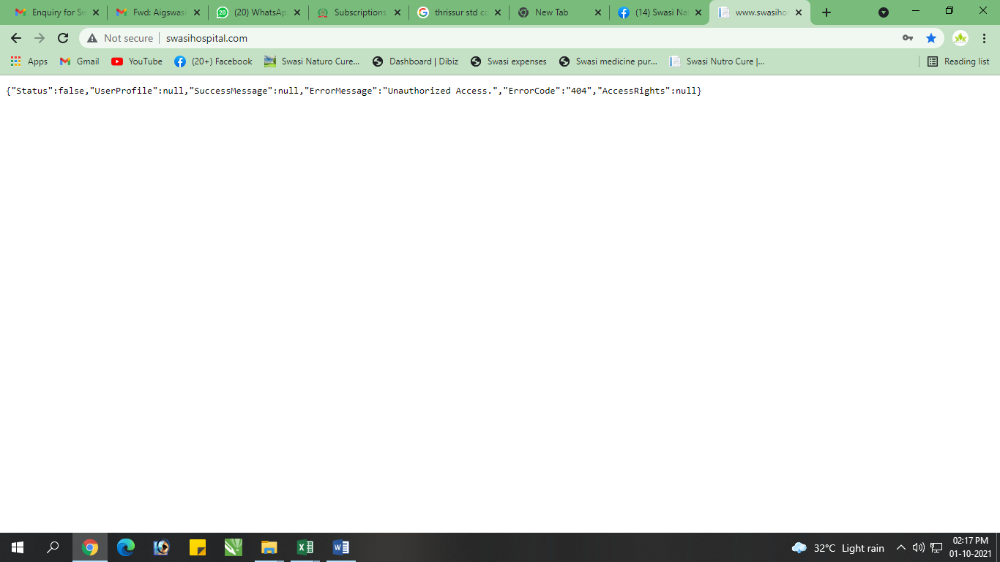 Enquiry for Sw
Fwd: Aigswasi
(20) WhatsAp
Subscriptions
thrissur std co
New Tab
(14) Swasi Na
www.swasiho
Not secure
swasihospital.com
Apps
Gmail
YouTube
(20+) Facebook
Swasi Naturo Cure...
Dashboard | Dibiz
Swasi expenses
Swasi medicine pur...
Swasi Nutro Cure |...
Reading list
{"Status":false,"UserProfile":null,"SuccessMessage":null,"ErrorMessage":"Unauthorized Access.","ErrorCode":"404","AccessRights":null}
32°C Light rain
02:17 PM
01-10-2021